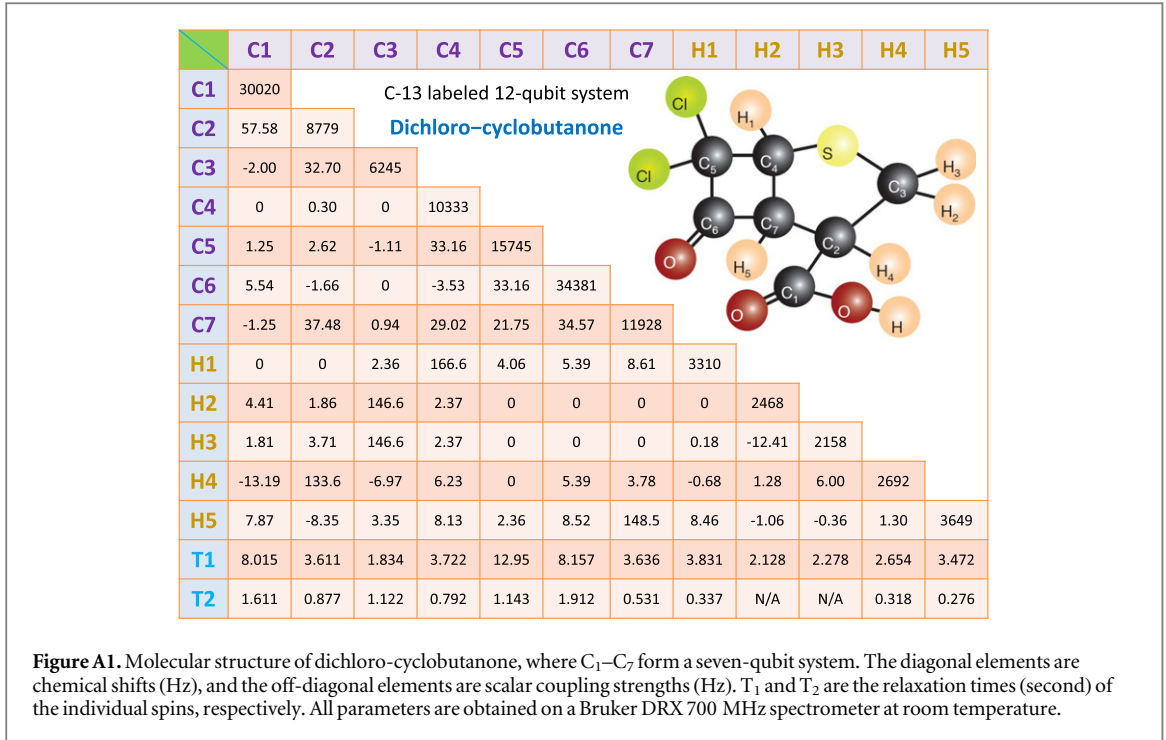 C1 C2 C3 C4 C5 C6 C7 H1 H2 H3 H4 H5
C1 30020
C-13 labeled 12-qubit system
C2 57.58 8779
Dichloro−cyclobutanone
C3 -2.00 32.70 6245
C4 0 0.30 0 10333
C5 1.25 2.62 -1.11 33.16 15745
C6 5.54 -1.66 0 -3.53 33.16 34381
C7 -1.25 37.48 0.94 29.02 21.75 34.57 11928
H1 0 0 2.36 166.6 4.06 5.39 8.61 3310
H2 4.41 1.86 146.6 2.37 0 0 0 0 2468
H3 1.81 3.71 146.6 2.37 0 0 0 0.18 -12.41 2158
H4 -13.19 133.6 -6.97 6.23 0 5.39 3.78 -0.68 1.28 6.00 2692
H5 7.87 -8.35 3.35 8.13 2.36 8.52 148.5 8.46 -1.06 -0.36 1.30 3649
T1 8.015 3.611 1.834 3.722 12.95 8.157 3.636 3.831 2.128 2.278 2.654 3.472
T2 1.611 0.877 1.122 0.792 1.143 1.912 0.531 0.337 N/A N/A 0.318 0.276
Cl
H₁
Cl
C₅
C₄
S
H₃
C₃
H₂
C₆
C₇
C₂
O
H₅
H₄
C₁
O
O
H
Figure A1. Molecular structure of dichloro-cyclobutanone, where C₁–C₇ form a seven-qubit system. The diagonal elements are
chemical shifts (Hz), and the off-diagonal elements are scalar coupling strengths (Hz). T₁ and T₂ are the relaxation times (second) of
the individual spins, respectively. All parameters are obtained on a Bruker DRX 700 MHz spectrometer at room temperature.